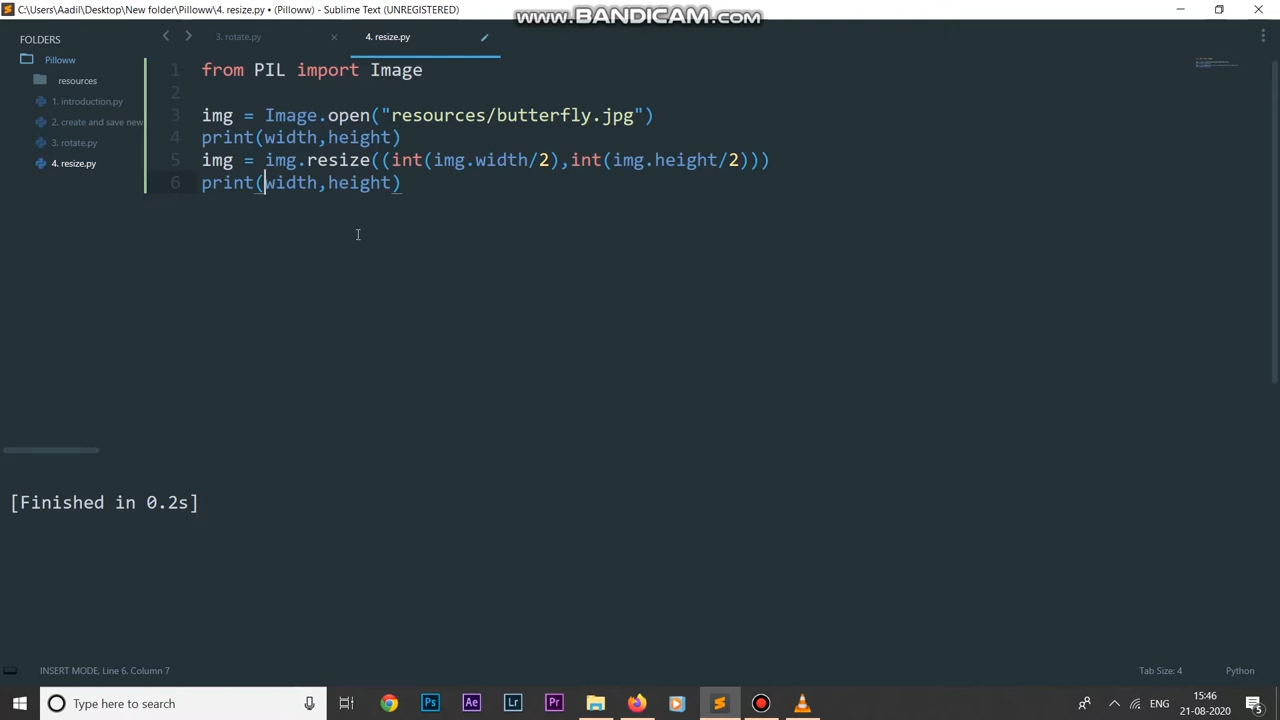 C:\Users\Aadil\Desktop\New folder\Pilloww\4. resize.py • (Pilloww) - Sublime Text (UNREGISTERED)
www.BANDICAM.com
FOLDERS
Pilloww
resources
1. introduction.py
2. create and save new
3. rotate.py
4. resize.py
3. rotate.py
4. resize.py
1 from PIL import Image
2
3 img = Image.open("resources/butterfly.jpg")
4 print(width,height)
5 img = img.resize((int(img.width/2),int(img.height/2)))
6 print(width,height)
[Finished in 0.2s]
INSERT MODE, Line 6, Column 7
Tab Size: 4
Python
Type here to search
Ps
Ae
Lr
Pr
ENG
15:46
21-08-2020
5